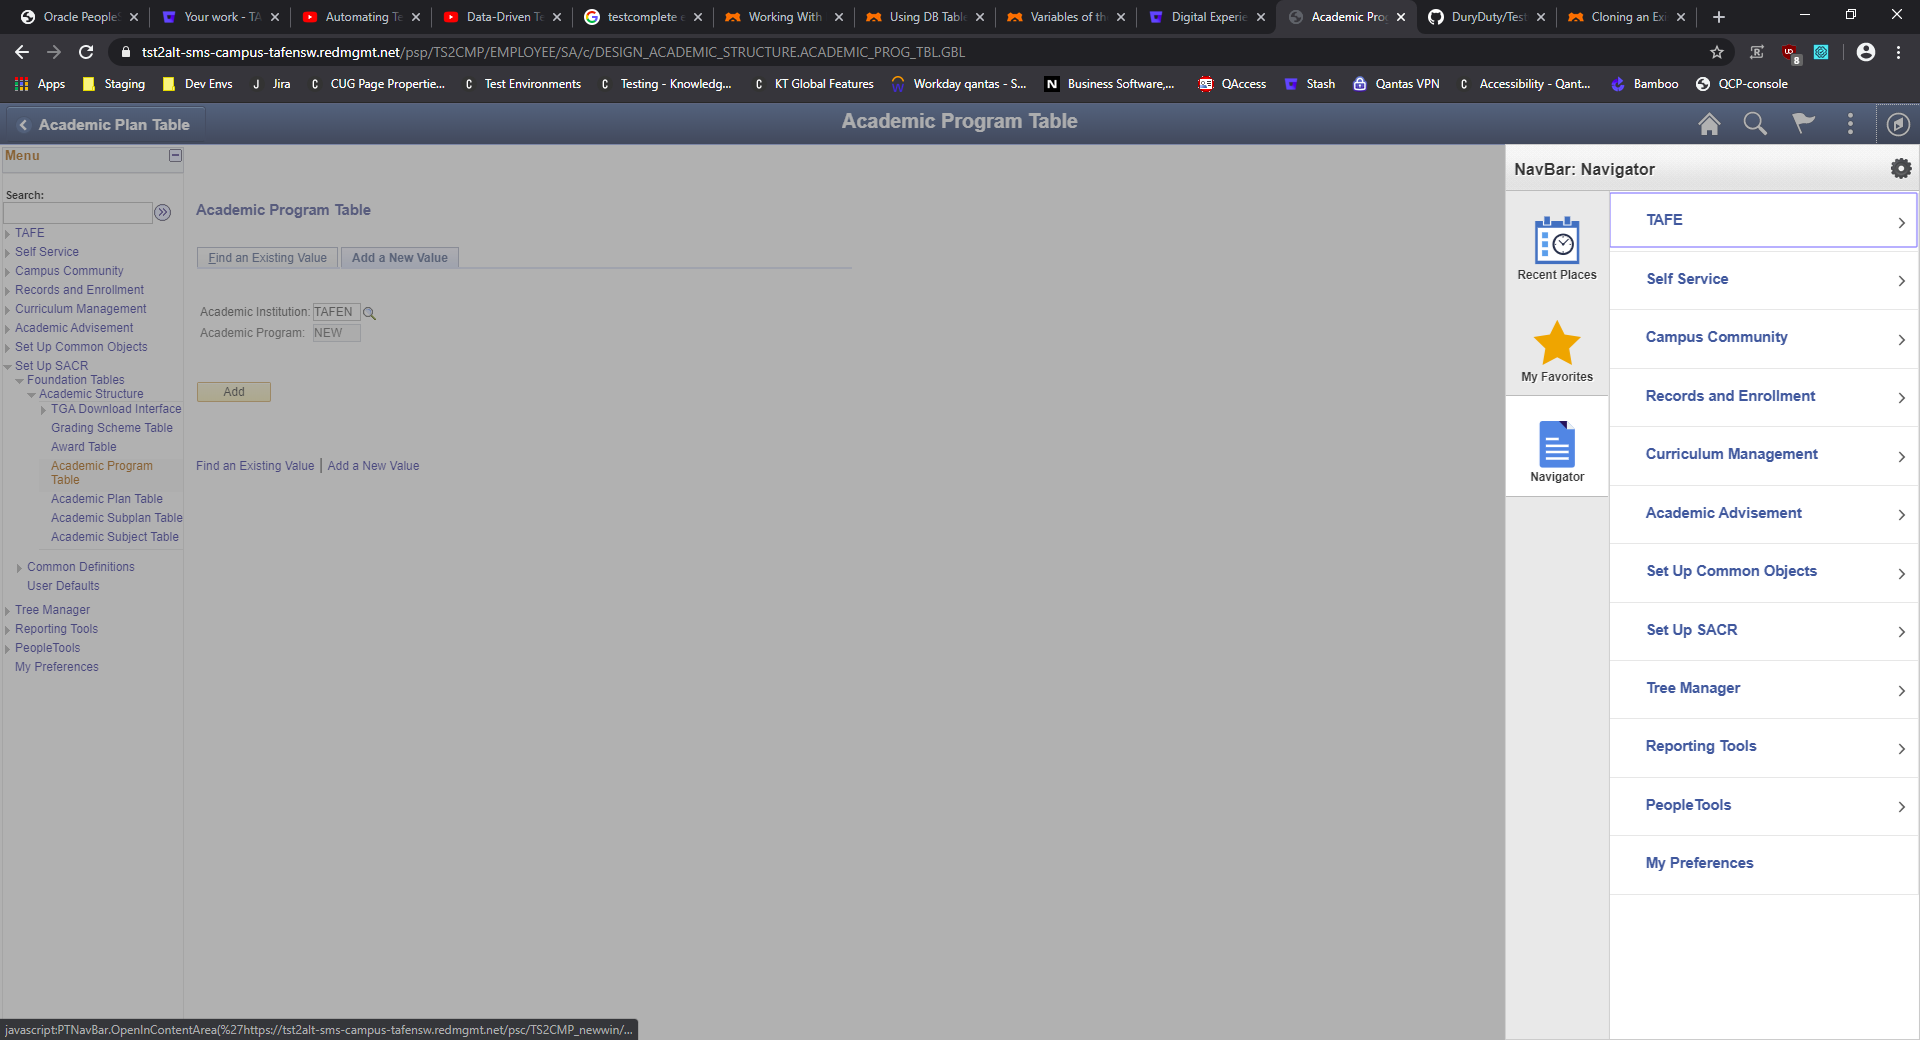 Oracle PeopleS
Your work - TA
Automating Te
Data-Driven Te
testcomplete e
Working With
Using DB Table
Variables of th
Digital Experie
Academic Prog
DuryDuty/Test
Cloning an Exi
tst2alt-sms-campus-tafensw.redmgmt.net/psp/TS2CMP/EMPLOYEE/SA/c/DESIGN_ACADEMIC_STRUCTURE.ACADEMIC_PROG_TBL.GBL
8
Apps
Staging
Dev Envs
Jira
CUG Page Propertie...
Test Environments
Testing - Knowledg...
KT Global Features
Workday qantas - S...
Business Software,...
QAccess
Stash
Qantas VPN
Accessibility - Qant...
Bamboo
QCP-console
Academic Plan Table
Academic Program Table
Menu
Search:
TAFE
Self Service
Campus Community
Records and Enrollment
Curriculum Management
Academic Advisement
Set Up Common Objects
Set Up SACR
Foundation Tables
Academic Structure
TGA Download Interface
Grading Scheme Table
Award Table
Academic Program
Table
Academic Plan Table
Academic Subplan Table
Academic Subject Table
Common Definitions
User Defaults
Tree Manager
Reporting Tools
PeopleTools
My Preferences
Academic Program Table
Find an Existing Value
Add a New Value
Academic Institution: TAFEN
Academic Program: NEW
Add
Find an Existing Value | Add a New Value
NavBar: Navigator
Recent Places
My Favorites
Navigator
TAFE
Self Service
Campus Community
Records and Enrollment
Curriculum Management
Academic Advisement
Set Up Common Objects
Set Up SACR
Tree Manager
Reporting Tools
PeopleTools
My Preferences
javascript:PTNavBar.OpenInContentArea(%27https://tst2alt-sms-campus-tafensw.redmgmt.net/psc/TS2CMP_newwin/...